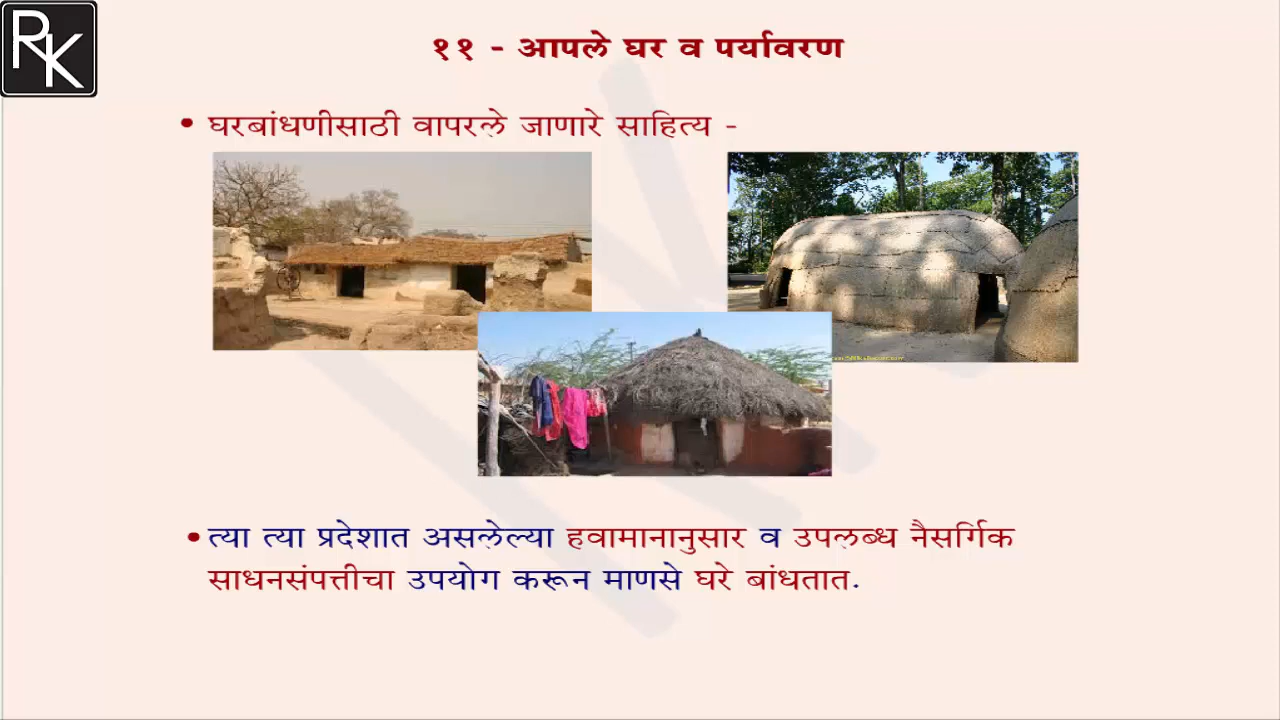 RK
११ - आपले घर व पर्यावरण
• घरबांधणीसाठी वापरले जाणारे साहित्य -
• त्या त्या प्रदेशात असलेल्या हवामानानुसार व उपलब्ध नैसर्गिक
साधनसंपत्तीचा उपयोग करून माणसे घरे बांधतात.